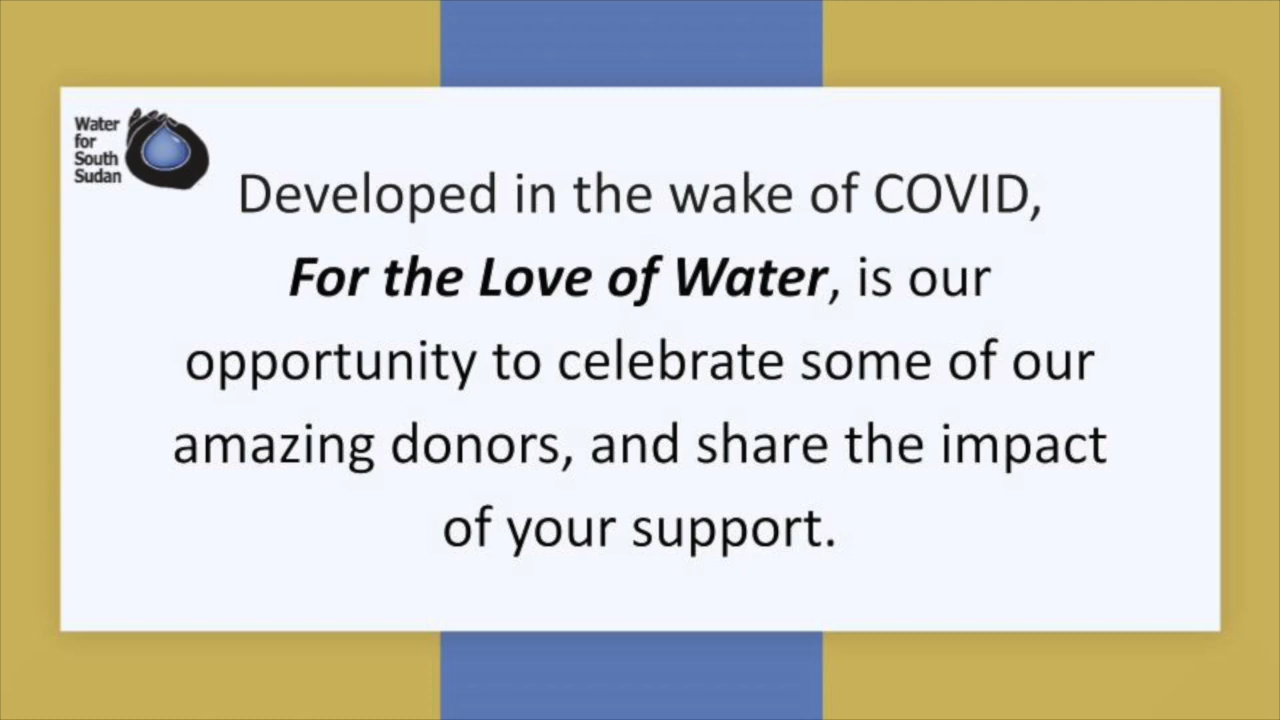 Water
for
South
Sudan
Developed in the wake of COVID,
For the Love of Water, is our
opportunity to celebrate some of our
amazing donors, and share the impact
of your support.